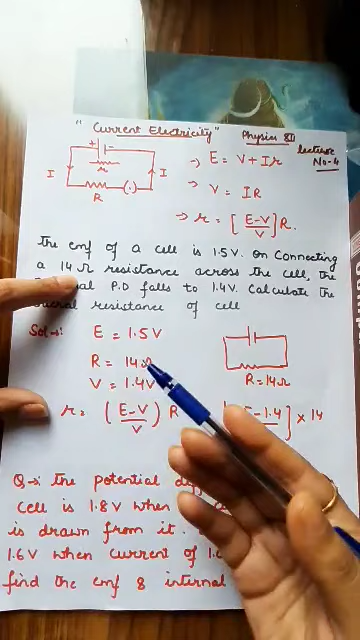 "Current Electricity" Physics XII
lecture
No-4
+ -
r
I I
R
→ E = V + Ir
→ V = IR
→ r = [E-V/V] R.
The emf of a cell is 1.5V. On Connecting
a 14Ω resistance across the cell, the
P.D falls to 1.4V. Calculate the
resistance of cell
Sol→:
E = 1.5V
R = 14Ω
V = 1.4V
R = 14Ω
r = (E-V/V) R
-1.4 ] × 14
Q→: the potential
cell is 1.8V when
is drawn from it.
1.6V when current of
find the emf & internal